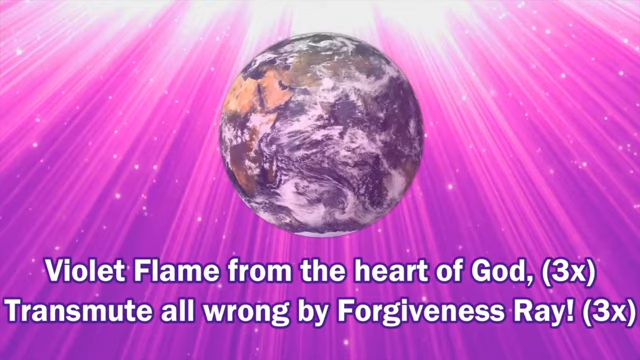 Violet Flame from the heart of God, (3x)
Transmute all wrong by Forgiveness Ray! (3x)